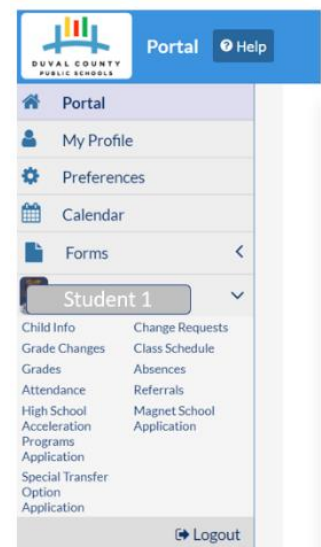 DUVAL COUNTY
PUBLIC SCHOOLS
Portal
Help
Portal
My Profile
Preferences
Calendar
Forms
Student 1
Child Info
Change Requests
Grade Changes
Class Schedule
Grades
Absences
Attendance
Referrals
High School
Acceleration
Programs
Application
Magnet School
Application
Special Transfer
Option
Application
Logout